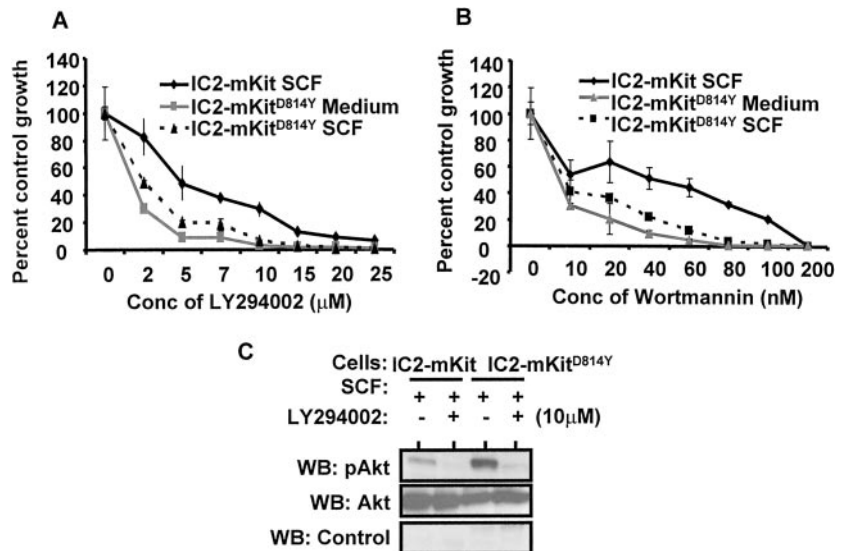 A
140
120
100
80
60
40
20
0
Percent control growth
IC2-mKit SCF
IC2-mKitD814Y Medium
IC2-mKitD814Y SCF
0 2 5 7 10 15 20 25
Conc of LY294002 (μM)
B
140
120
100
80
60
40
20
0
-20
Percent control growth
IC2-mKit SCF
IC2-mKitD814Y Medium
IC2-mKitD814Y SCF
0 10 20 40 60 80 100 200
Conc of Wortmannin (nM)
C
Cells: IC2-mKit IC2-mKitD814Y
SCF: + + + +
LY294002: - + - + (10μM)
WB: pAkt
WB: Akt
WB: Control